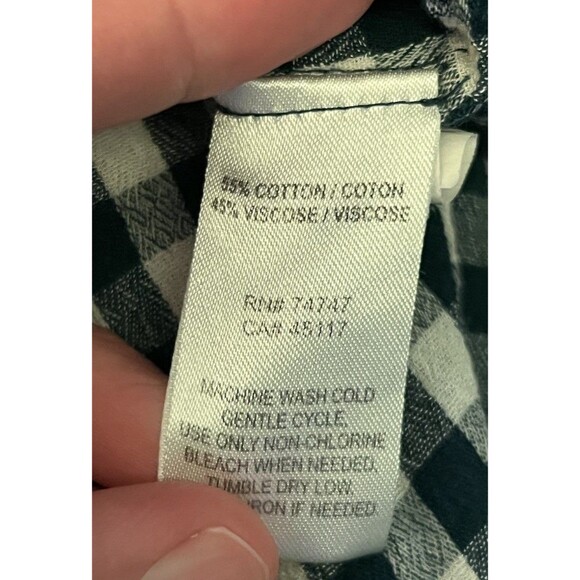 55% COTTON / COTON
45% VISCOSE / VISCOSE
RN# 74747
CA# 45117
MACHINE WASH COLD
GENTLE CYCLE.
USE ONLY NON-CHLORINE
BLEACH WHEN NEEDED.
TUMBLE DRY LOW.
IRON IF NEEDED.